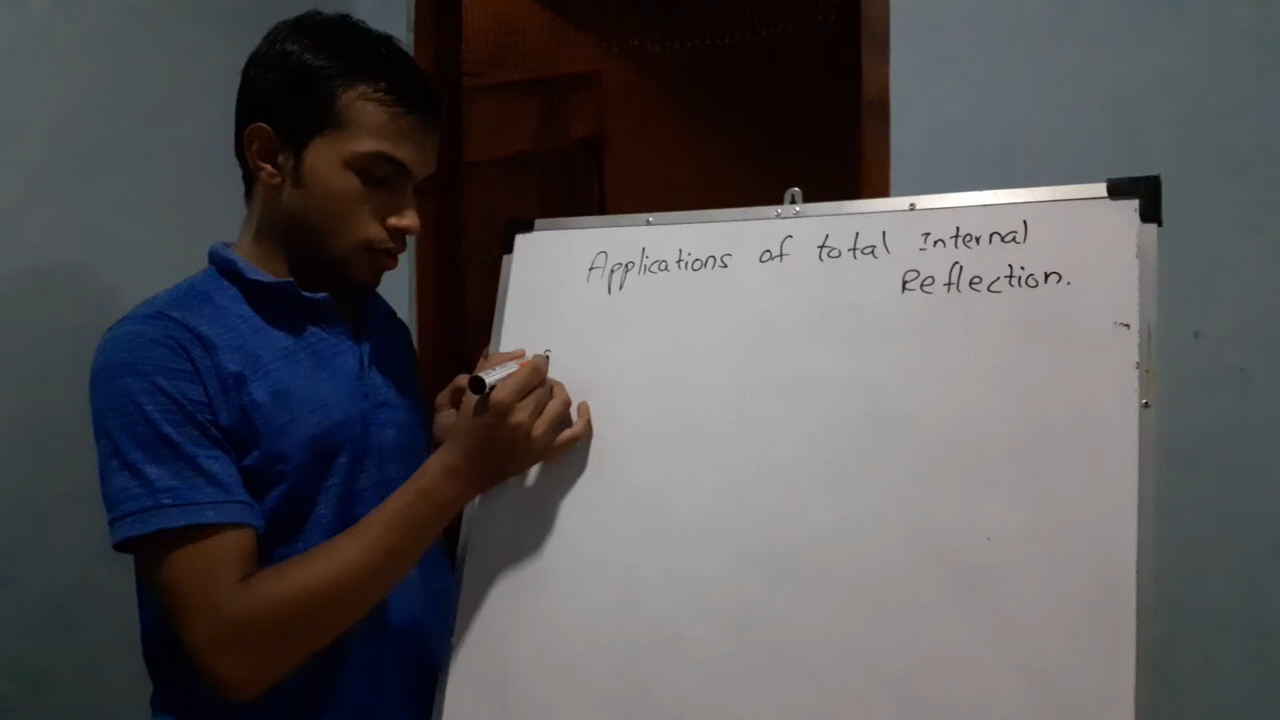 Applications of total Internal
Reflection.